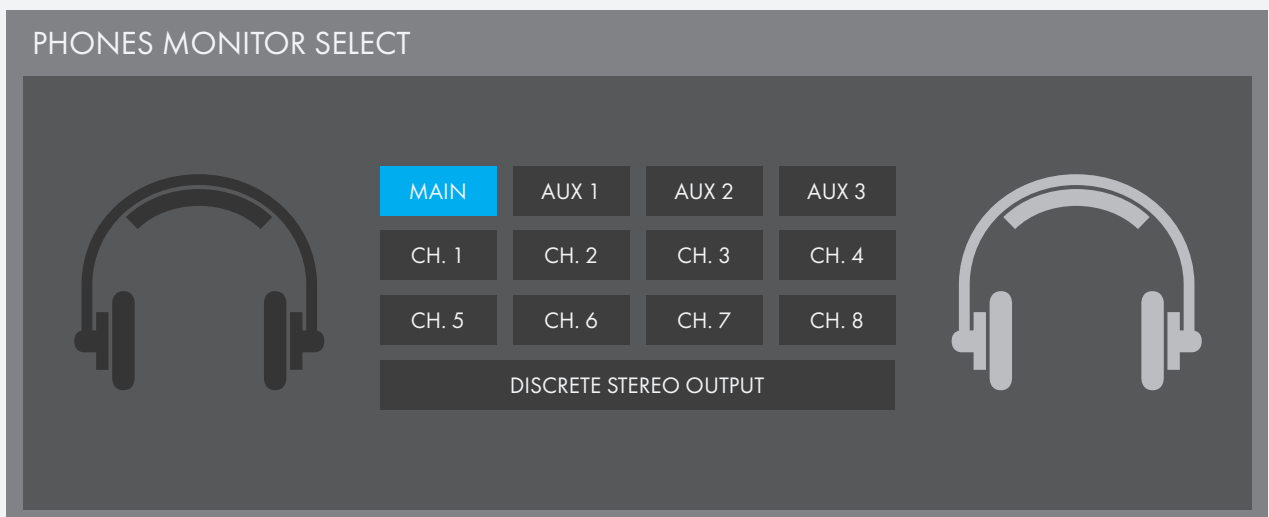 PHONES MONITOR SELECT
MAIN AUX 1 AUX 2 AUX 3
CH. 1 CH. 2 CH. 3 CH. 4
CH. 5 CH. 6 CH. 7 CH. 8
DISCRETE STEREO OUTPUT